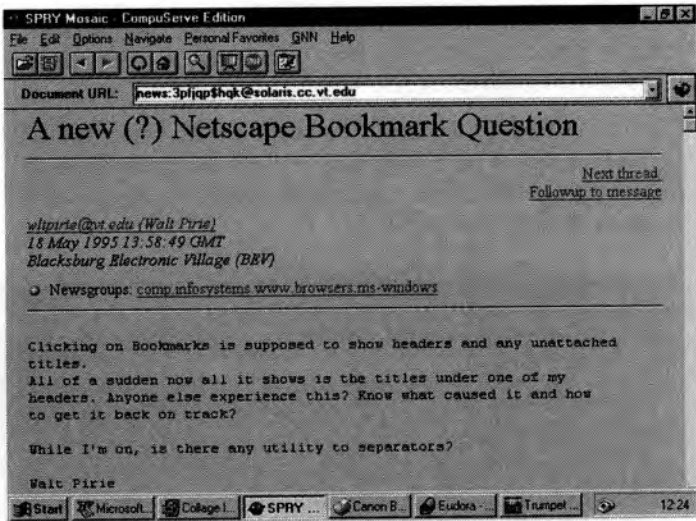 SPRY Mosaic - CompuServe Edition
File Edit Options Navigate Personal Favorites GNN Help
Document URL: news:3pfjqp$hqk@solaris.cc.vt.edu
A new (?) Netscape Bookmark Question
Next thread
Followup to message
wltpirie@vt.edu (Walt Pirie)
18 May 1995 13:58:49 GMT
Blacksburg Electronic Village (BEV)
Newsgroups: comp.infosystems.www.browsers.ms-windows
Clicking on Bookmarks is supposed to show headers and any unattached
titles.
All of a sudden now all it shows is the titles under one of my
headers. Anyone else experience this? Know what caused it and how
to get it back on track?
While I'm on, is there any utility to separators?
Walt Pirie
Start Microsoft... Collage I... SPRY ... Canon B... Eudora - ... Trumpet ... 12:24